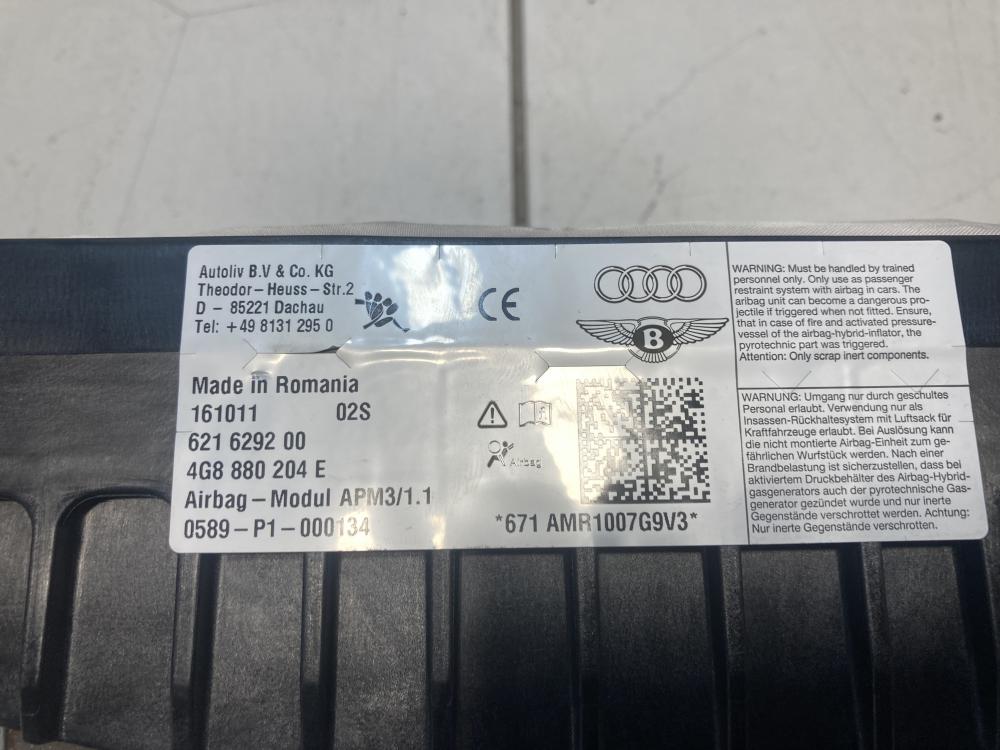 Autoliv B.V & Co. KG
Theodor-Heuss-Str.2
D - 85221 Dachau
Tel: +49 8131 295 0
CE
B
Made in Romania
161011 02S
621 6292 00
4G8 880 204 E
Airbag-Modul APM3/1.1
0589-P1-000134
Airbag
*671 AMR1007G9V3*
WARNING: Must be handled by trained
personnel only. Only use as passenger
restraint system with airbag in cars. The
aribag unit can become a dangerous pro-
jectile if triggered when not fitted. Ensure,
that in case of fire and activated pressure-
vessel of the airbag-hybrid-inflator, the
pyrotechnic part was triggered.
Attention: Only scrap inert components.
WARNUNG: Umgang nur durch geschultes
Personal erlaubt. Verwendung nur als
Insassen-Rückhaltesystem mit Luftsack für
Kraftfahrzeuge erlaubt. Bei Auslösung kann
die nicht montierte Airbag-Einheit zum ge-
fährlichen Wurfstück werden. Nach einer
Brandbelastung ist sicherzustellen, dass bei
aktiviertem Druckbehälter des Airbag-Hybrid-
gasgenerators auch der pyrotechnische Gas-
generator gezündet wurde und nur inerte
Gegenstände verschrottet werden. Achtung:
Nur inerte Gegenstände verschrotten.